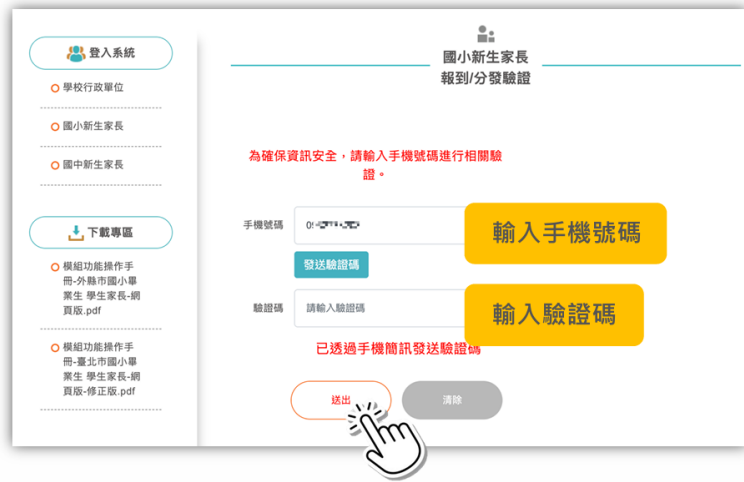 登入系統
學校行政單位
國小新生家長
國中新生家長
下載專區
模組功能操作手
冊-外縣市國小畢
業生 學生家長-網
頁版.pdf
模組功能操作手
冊-臺北市國小畢
業生 學生家長-網
頁版-修正版.pdf
國小新生家長
報到/分發驗證
為確保資訊安全，請輸入手機號碼進行相關驗
證。
手機號碼
輸入手機號碼
發送驗證碼
驗證碼 請輸入驗證碼
輸入驗證碼
已透過手機簡訊發送驗證碼
送出 清除